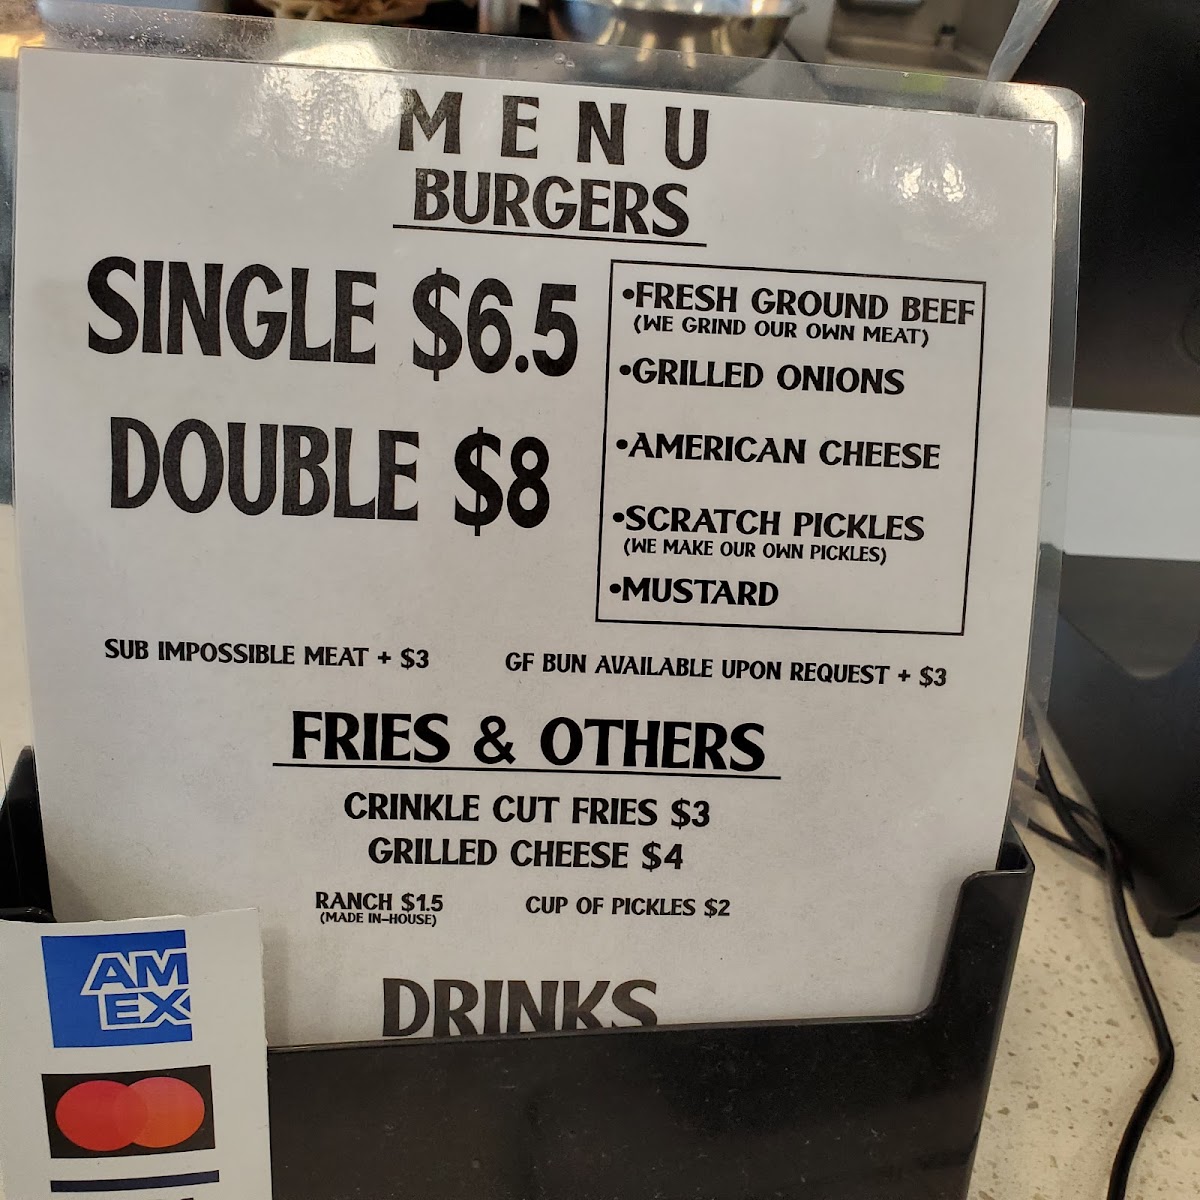 MENU
BURGERS
SINGLE $6.5
DOUBLE $8
•FRESH GROUND BEEF
(WE GRIND OUR OWN MEAT)
•GRILLED ONIONS
•AMERICAN CHEESE
•SCRATCH PICKLES
(WE MAKE OUR OWN PICKLES)
•MUSTARD
SUB IMPOSSIBLE MEAT + $3
GF BUN AVAILABLE UPON REQUEST + $3
FRIES & OTHERS
CRINKLE CUT FRIES $3
GRILLED CHEESE $4
RANCH $1.5
(MADE IN-HOUSE)
CUP OF PICKLES $2
DRINKS
AM
EX